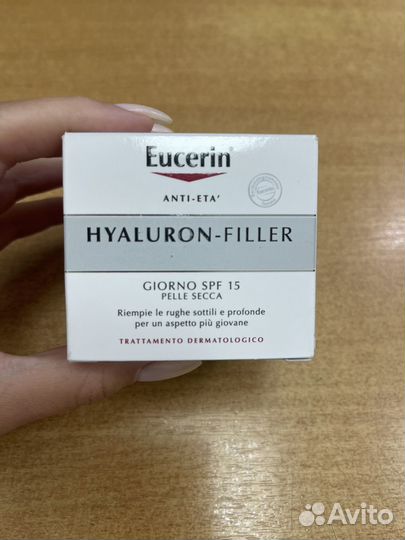 Eucerin
ANTI-ETA'
HYALURON-FILLER
GIORNO SPF 15
PELLE SECCA
Riempie le rughe sottili e profonde
per un aspetto più giovane
TRATTAMENTO DERMATOLOGICO
Avito